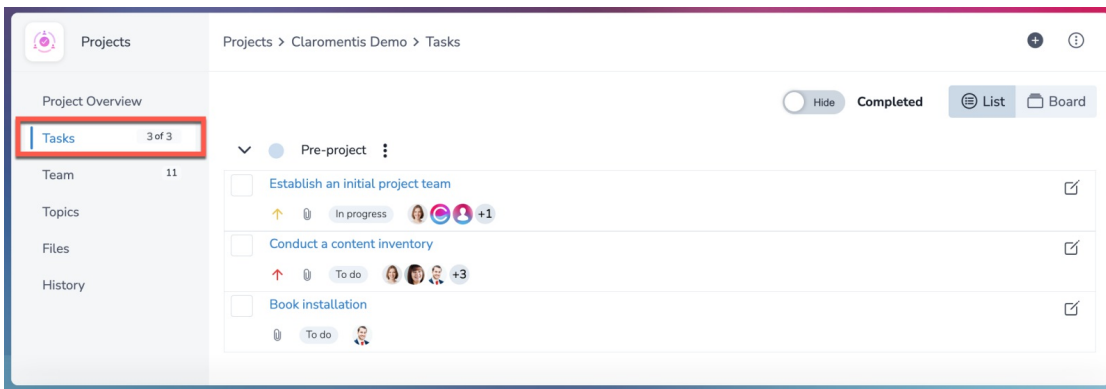 Projects
Projects > Claromentis Demo > Tasks
Project Overview
Hide Completed
List Board
Tasks 3 of 3
Pre-project
Team 11
Establish an initial project team
Topics
In progress +1
Files
Conduct a content inventory
History
To do +3
Book installation
To do